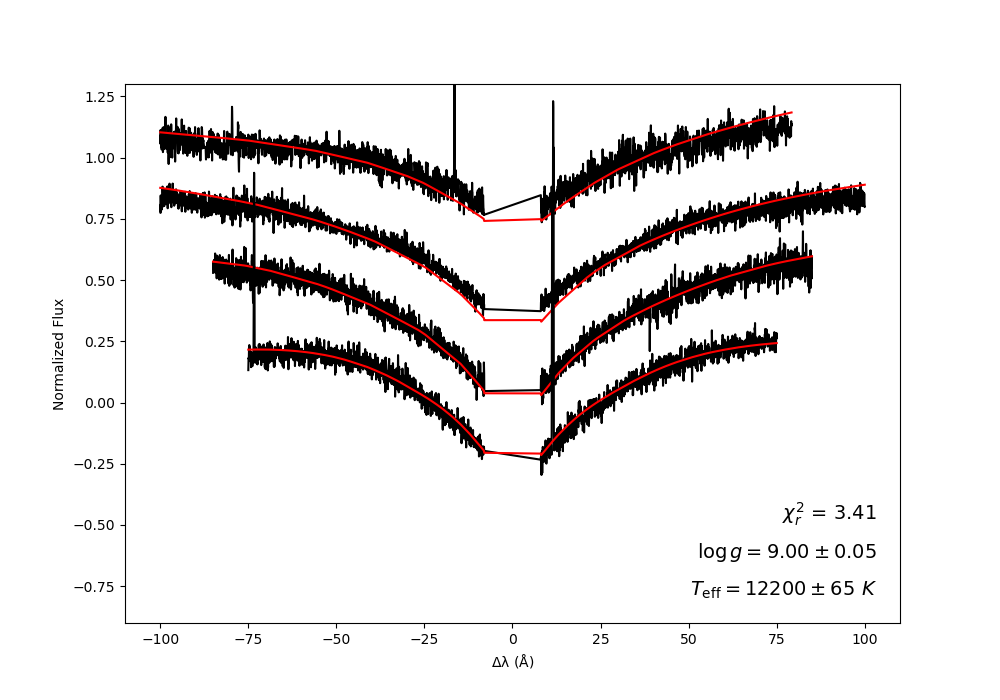 1.25
1.00
0.75
0.50
0.25
0.00
−0.25
−0.50
−0.75
Normalized Flux
χ²ᵣ = 3.41
log g = 9.00 ± 0.05
T_eff = 12200 ± 65 K
−100 −75 −50 −25 0 25 50 75 100
Δλ (Å)